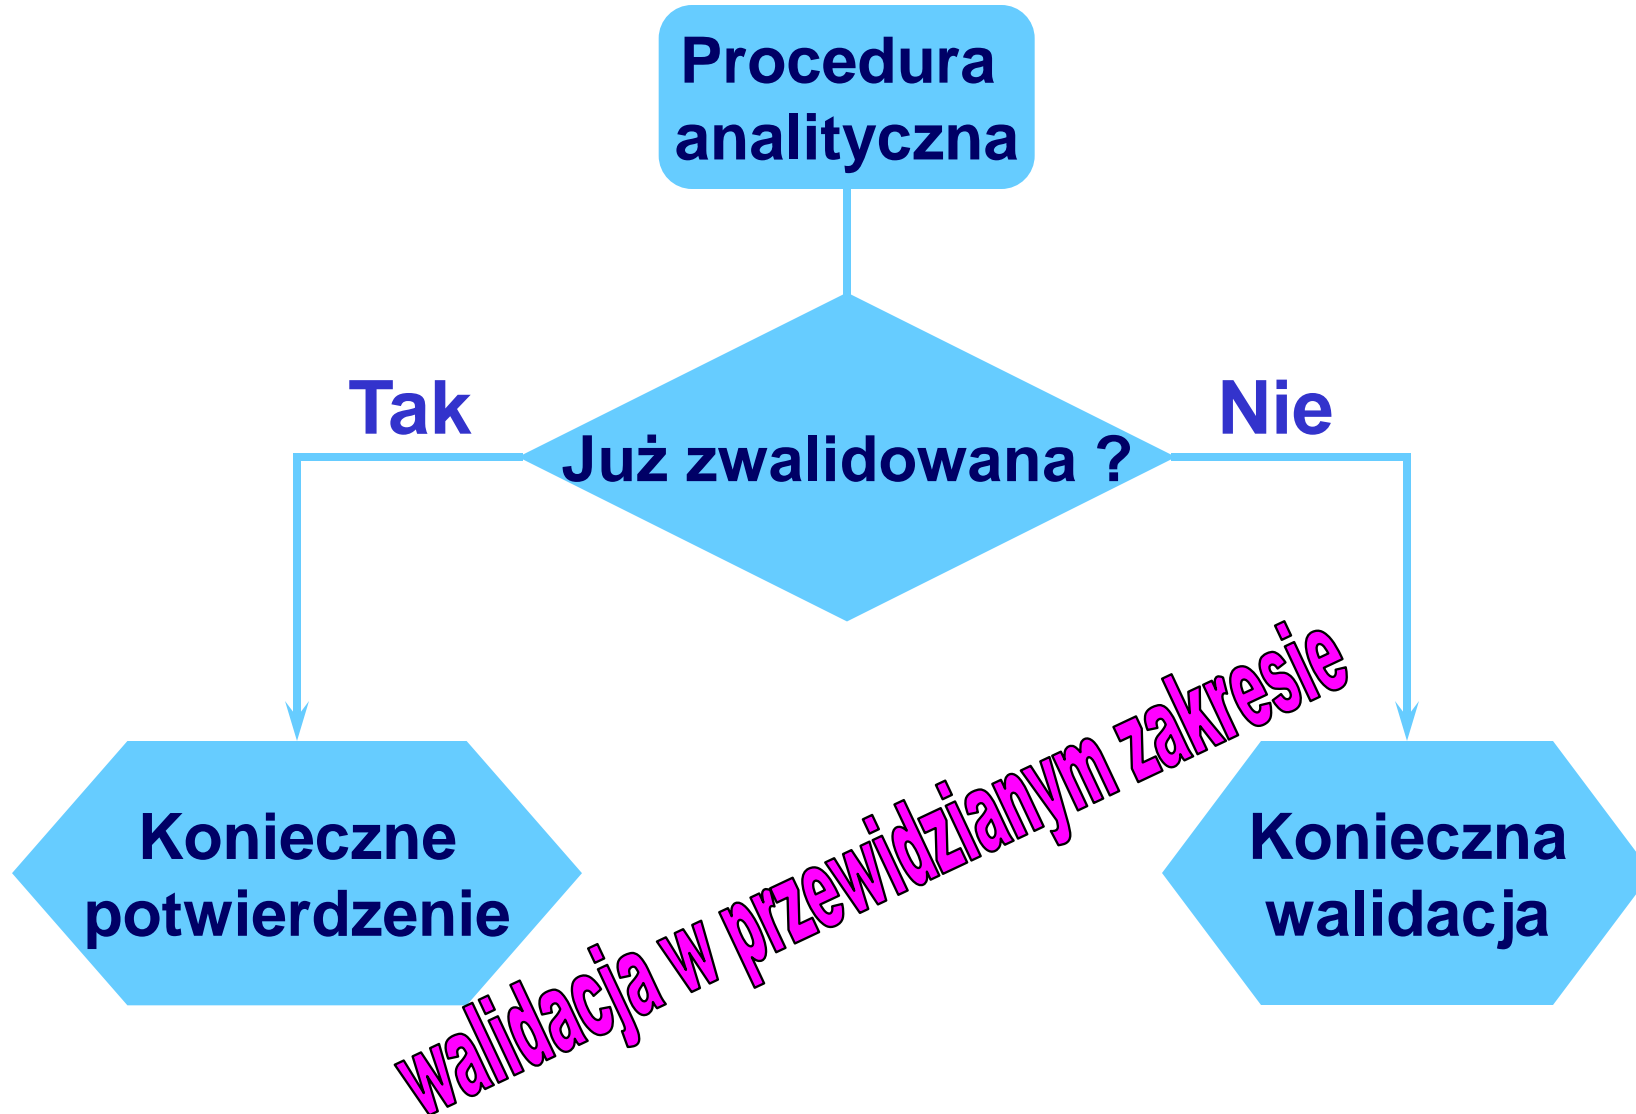 Procedura
analityczna
Tak
Nie
Już zwalidowana ?
walidacja w przewidzianym zakresie
Konieczne
potwierdzenie
Konieczna
walidacja